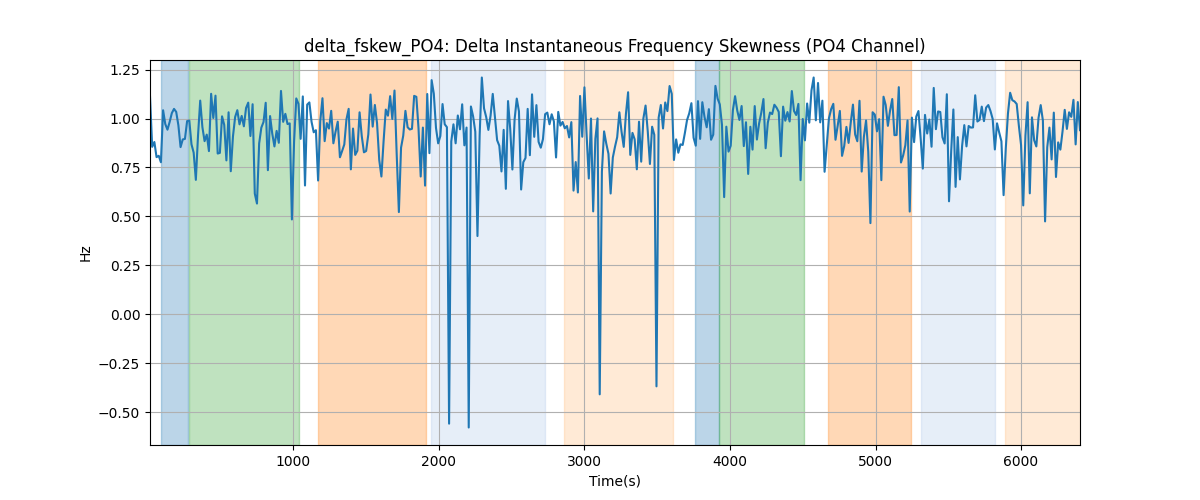 delta_fskew_PO4: Delta Instantaneous Frequency Skewness (PO4 Channel)
1.25
1.00
0.75
0.50
0.25
0.00
−0.25
−0.50
Hz
1000 2000 3000 4000 5000 6000
Time(s)